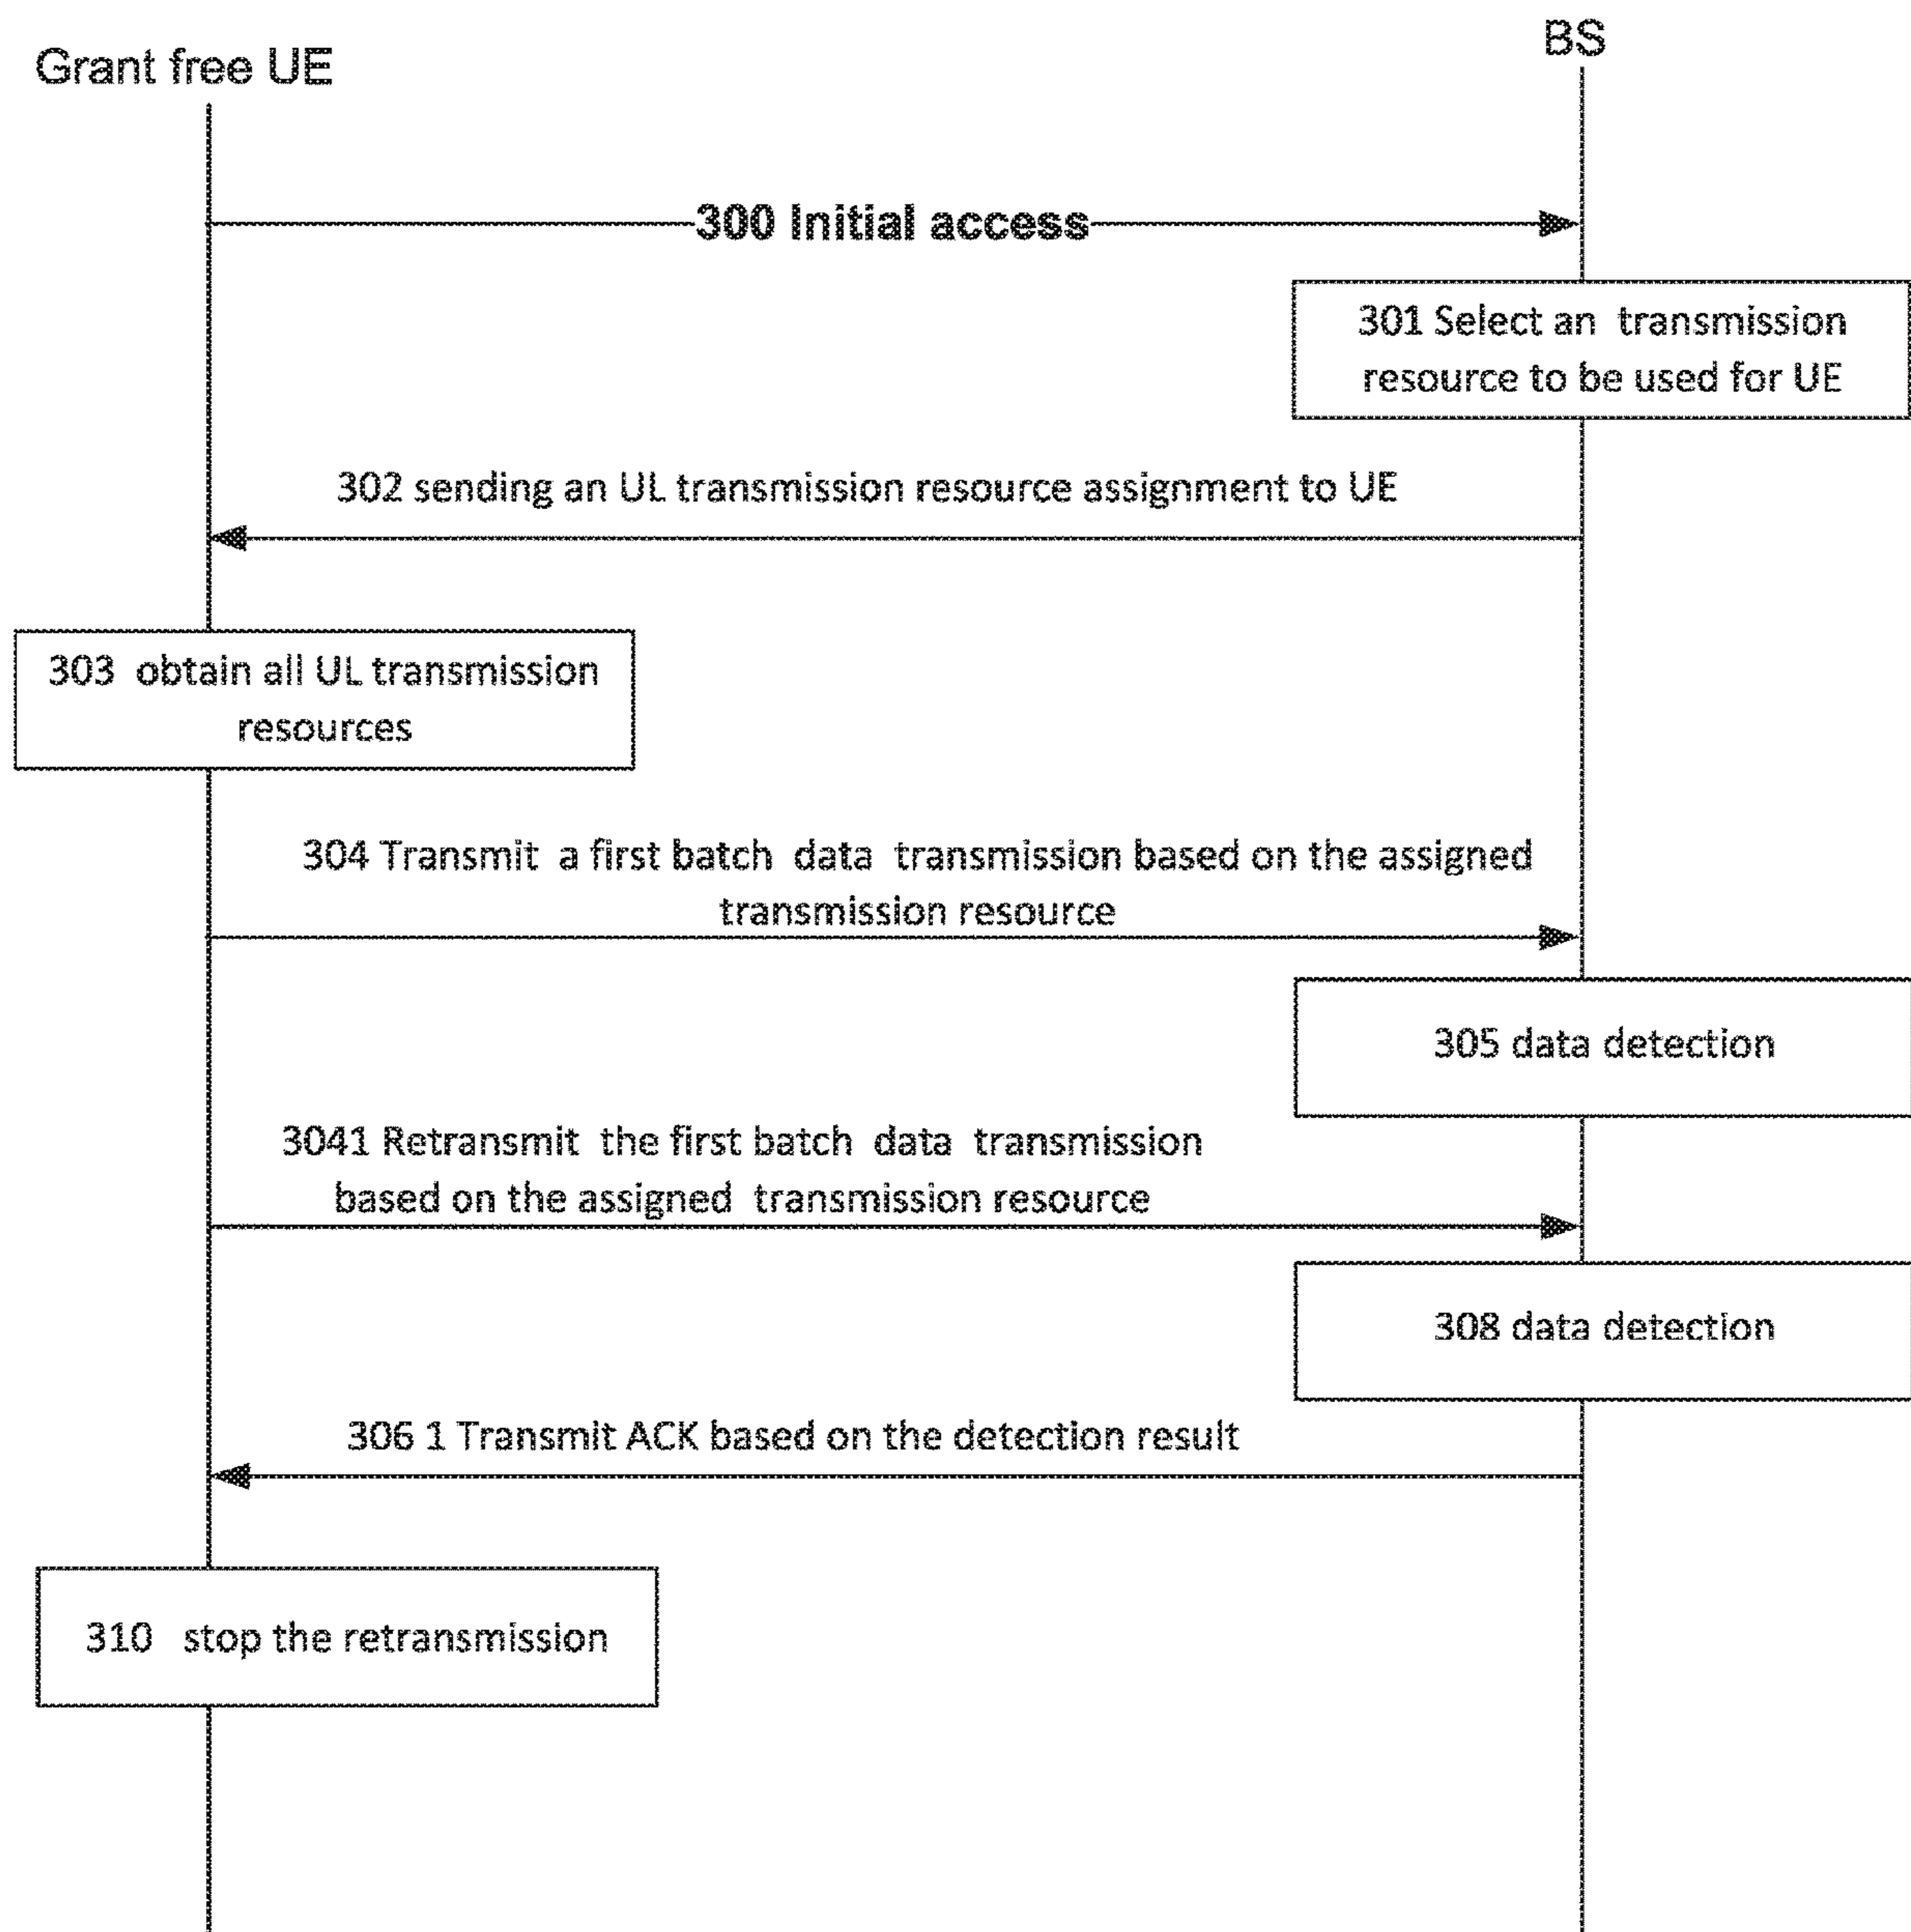 Grant free UE
BS
300 Initial access
301 Select an transmission
resource to be used for UE
302 sending an UL transmission resource assignment to UE
303 obtain all UL transmission
resources
304 Transmit a first batch data transmission based on the assigned
transmission resource
305 data detection
3041 Retransmit the first batch data transmission
based on the assigned transmission resource
308 data detection
306 1 Transmit ACK based on the detection result
310 stop the retransmission